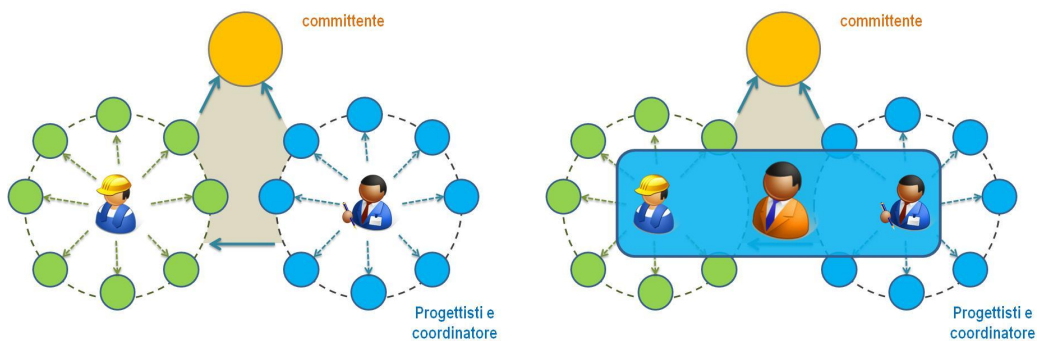 committente
committente
Progettisti e
coordinatore
Progettisti e
coordinatore